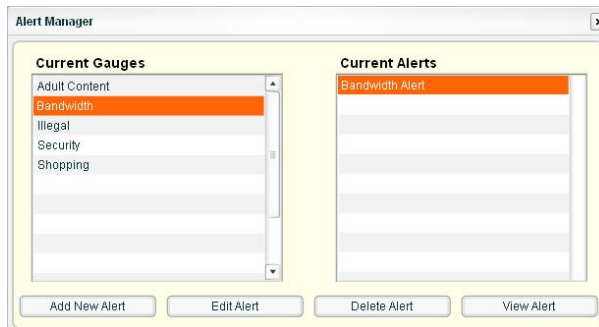 Alert Manager
Current Gauges
Adult Content
Bandwidth
Illegal
Security
Shopping
Current Alerts
Bandwidth Alert
Add New Alert
Edit Alert
Delete Alert
View Alert